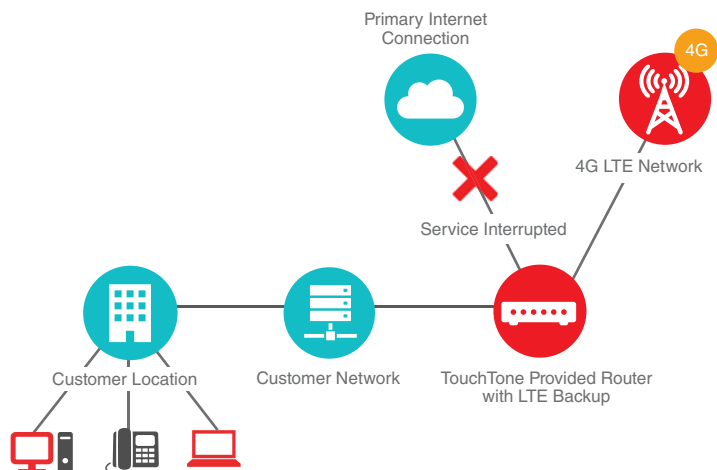 Primary Internet
Connection
4G
4G LTE Network
Service Interrupted
Customer Location
Customer Network
TouchTone Provided Router
with LTE Backup